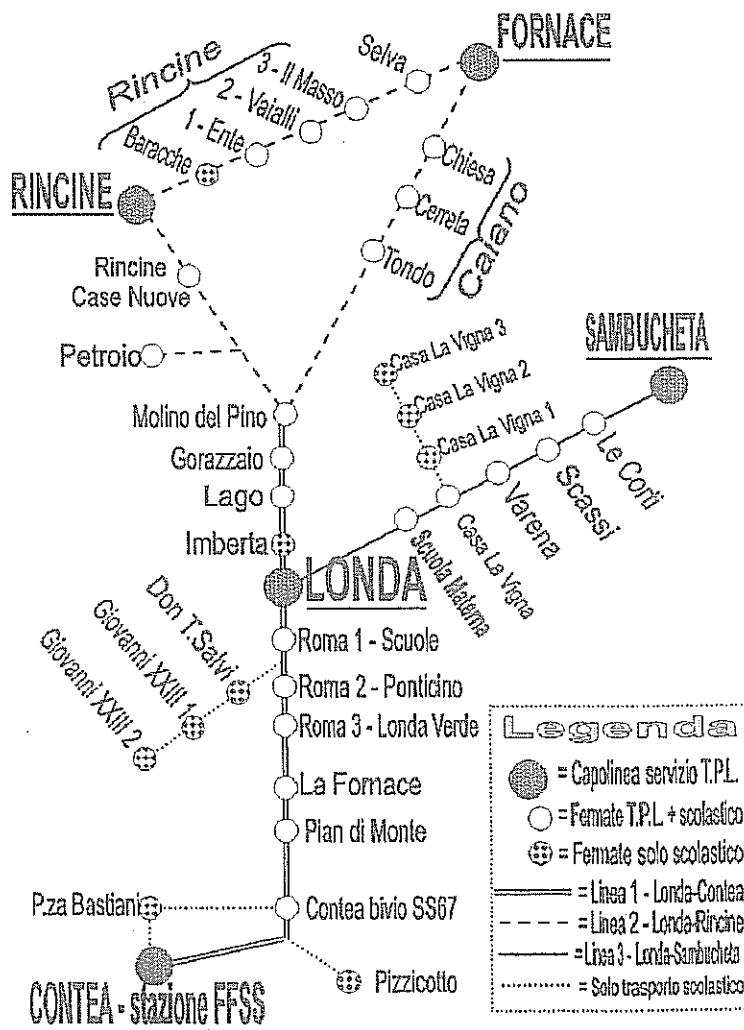 FORNACE
Selva
Rincine
3 - Il Masso
2 - Vaialli
1 - Ente
Baracche
RINCINE
Chiesa
Cerreta
Tondo
Caiano
Rincine
Case Nuove
Petroio
SAMBUCHETA
Casa La Vigna 3
Casa La Vigna 2
Casa La Vigna 1
Molino del Pino
Gorazzaio
Lago
Imberta
Le Corti
Scassi
Varena
Casa La Vigna
Scuola Materna
LONDA
Don T.Salvi
Giovanni XXIII 1
Giovanni XXIII 2
Roma 1 - Scuole
Roma 2 - Ponticino
Roma 3 - Londa Verde
La Fornace
Pian di Monte
P.za Bastiani
Contea bivio SS67
Pizzicotto
CONTEA - stazione FFSS
Legenda
= Capolinea servizio T.P.L.
= Fermate T.P.L. + scolastico
= Fermate solo scolastico
= Linea 1 - Londa-Contea
= Linea 2 - Londa-Rincine
= Linea 3 - Londa-Sambucheta
= Solo trasporto scolastico